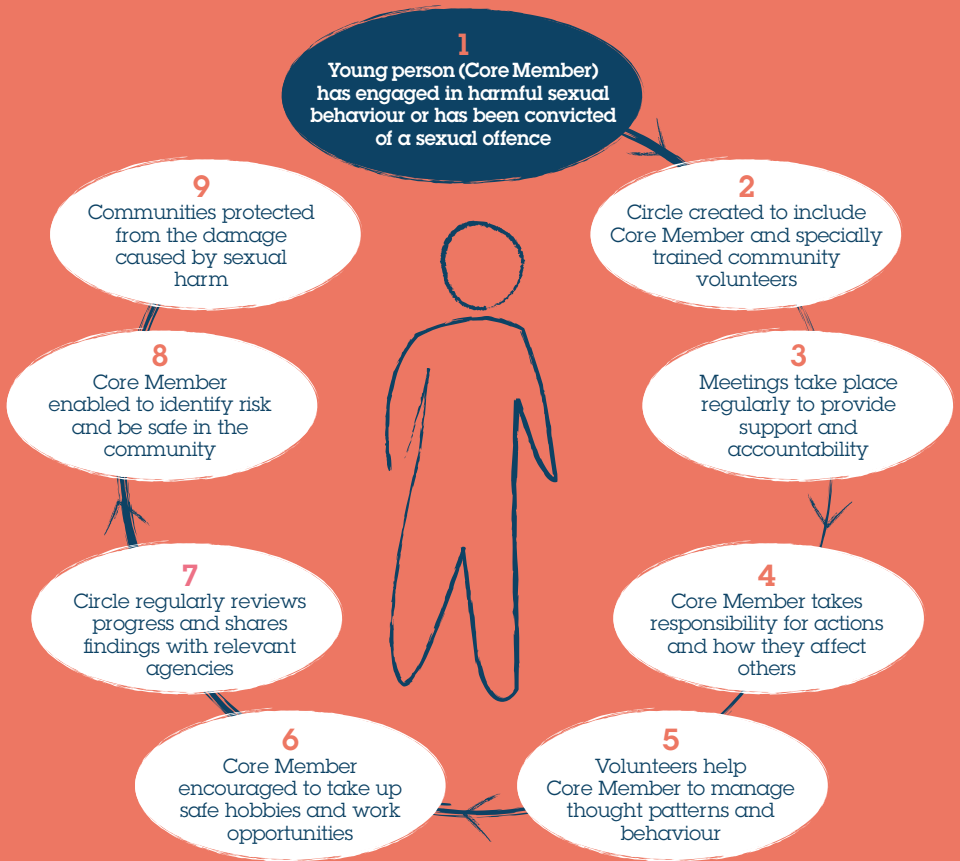 1
Young person (Core Member)
has engaged in harmful sexual
behaviour or has been convicted
of a sexual offence
2
Circle created to include
Core Member and specially
trained community
volunteers
3
Meetings take place
regularly to provide
support and
accountability
4
Core Member takes
responsibility for actions
and how they affect
others
5
Volunteers help
Core Member to manage
thought patterns and
behaviour
6
Core Member
encouraged to take up
safe hobbies and work
opportunities
7
Circle regularly reviews
progress and shares
findings with relevant
agencies
8
Core Member
enabled to identify risk
and be safe in the
community
9
Communities protected
from the damage
caused by sexual
harm